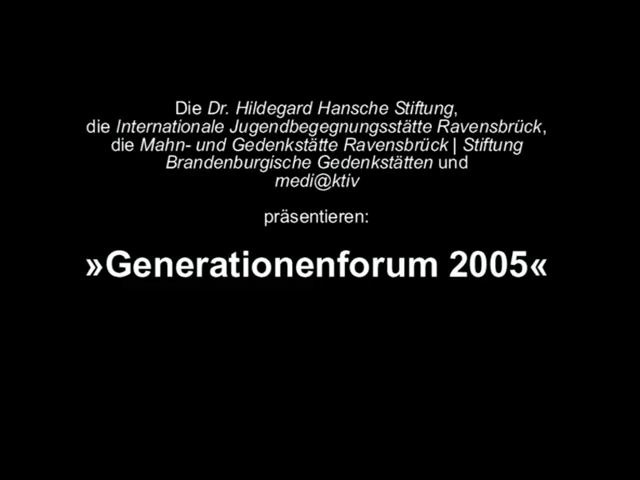 Die Dr. Hildegard Hansche Stiftung,
die Internationale Jugendbegegnungsstätte Ravensbrück,
die Mahn- und Gedenkstätte Ravensbrück | Stiftung
Brandenburgische Gedenkstätten und
medi@ktiv
präsentieren:
»Generationenforum 2005«